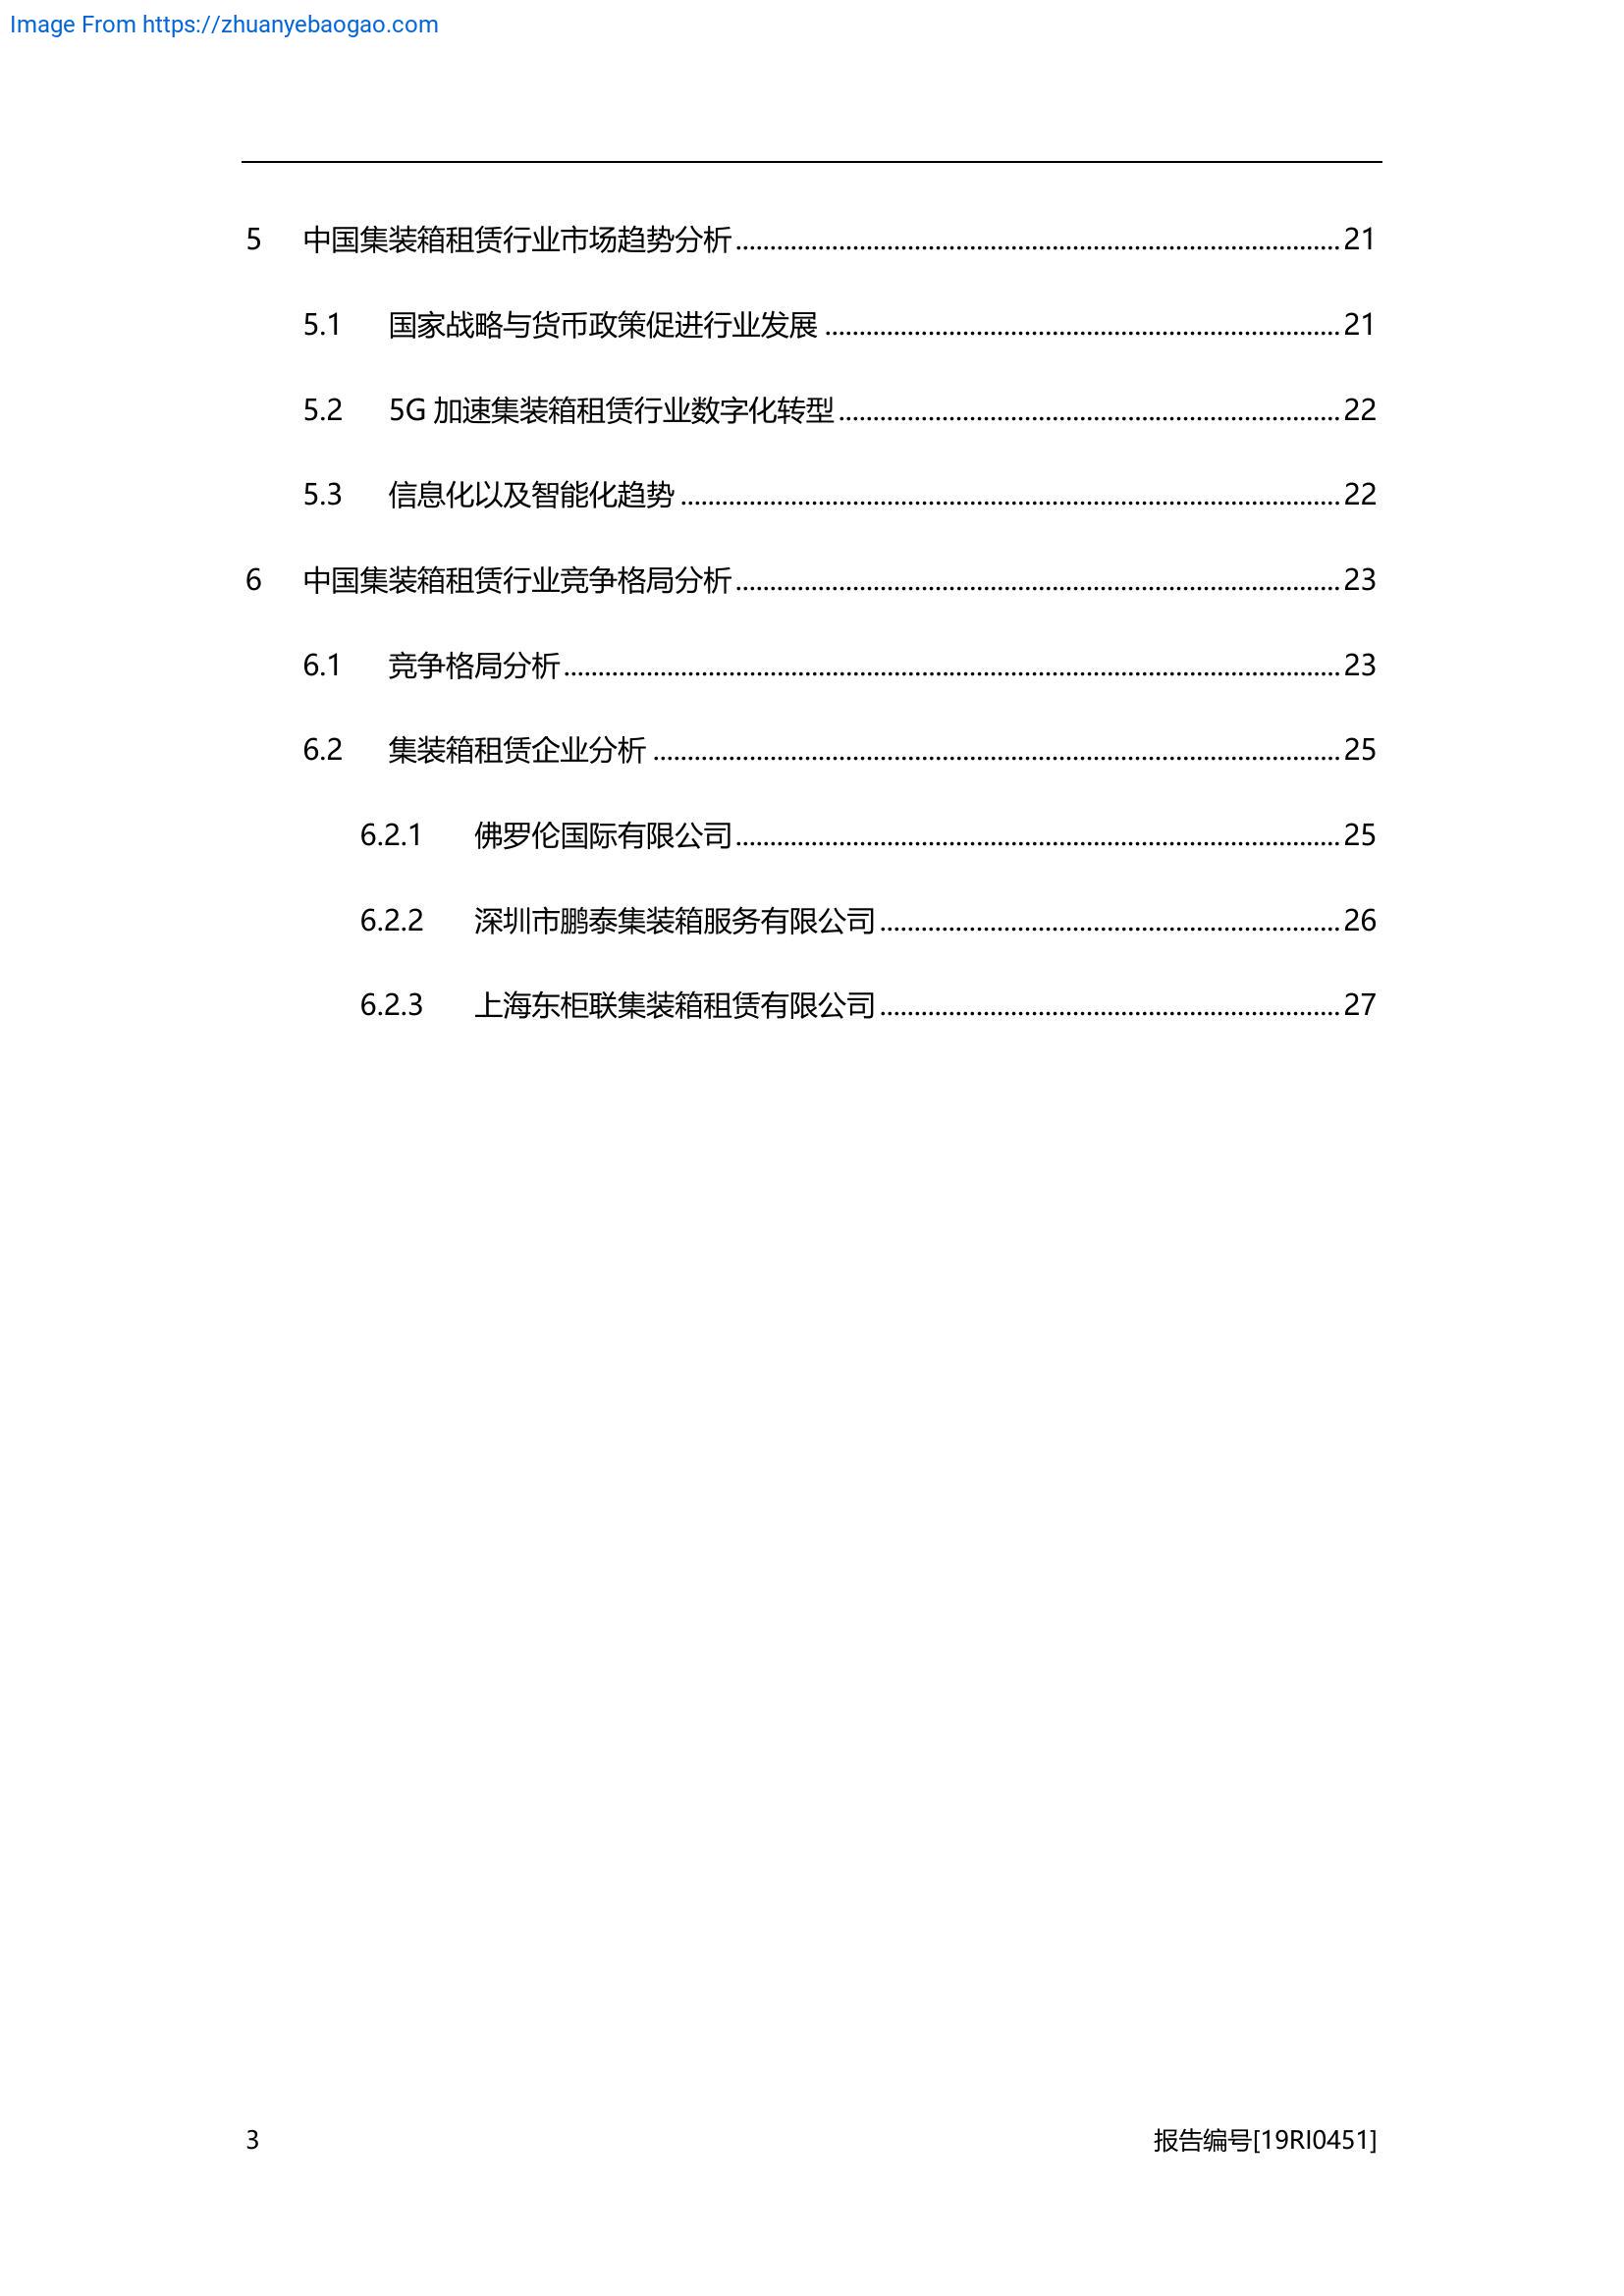 Image From https://zhuanyebaogao.com
5 中国集装箱租赁行业市场趋势分析 21
5.1 国家战略与货币政策促进行业发展 21
5.2 5G 加速集装箱租赁行业数字化转型 22
5.3 信息化以及智能化趋势 22
6 中国集装箱租赁行业竞争格局分析 23
6.1 竞争格局分析 23
6.2 集装箱租赁企业分析 25
6.2.1 佛罗伦国际有限公司 25
6.2.2 深圳市鹏泰集装箱服务有限公司 26
6.2.3 上海东柜联集装箱租赁有限公司 27
3 报告编号[19RI0451]